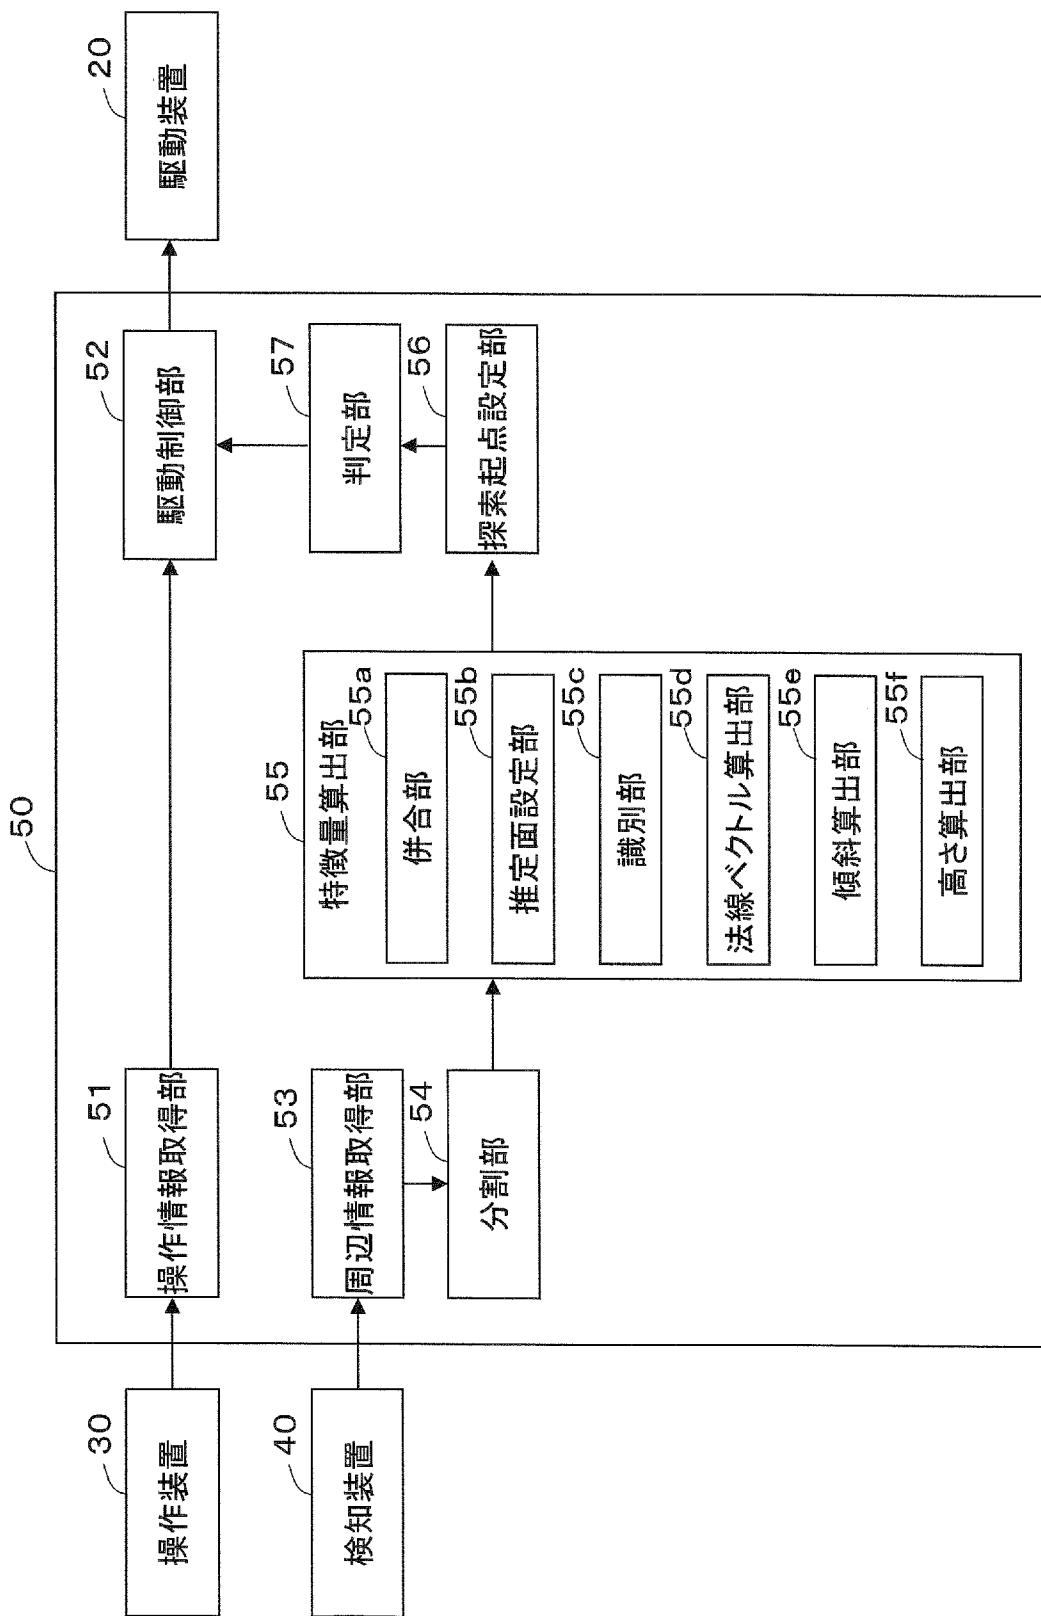 50
30
操作装置
51
操作情報取得部
52
駆動制御部
20
駆動装置
40
検知装置
53
周辺情報取得部
54
分割部
55
特徴量算出部
55a
併合部
55b
推定面設定部
55c
識別部
55d
法線ベクトル算出部
55e
傾斜算出部
55f
高さ算出部
57
判定部
56
探索起点設定部